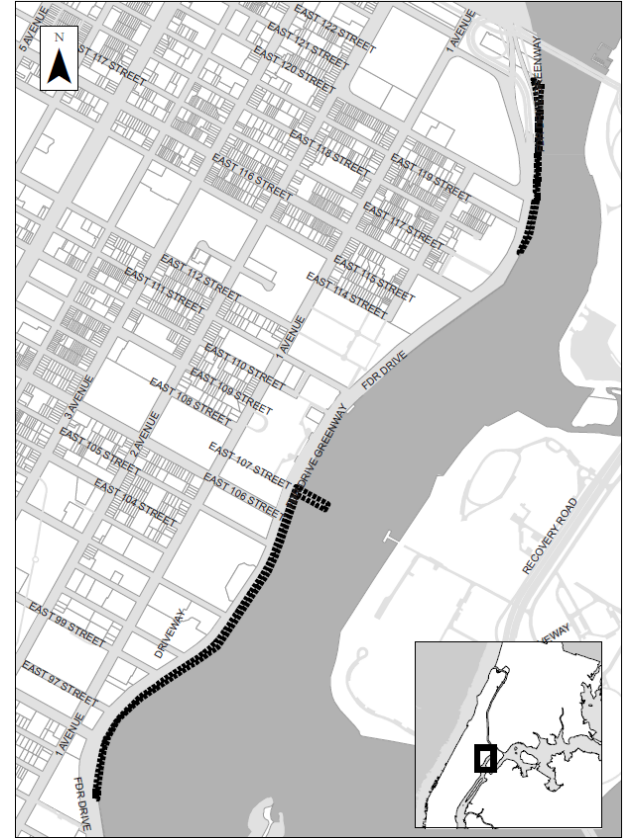 EAST 122 STREET
5 AVENUE
EAST 121 STREET
1 AVENUE
N
AST 117 STREET
EAST 120 STREET
REENWAY
EAST 118 STREET
EAST 116 STREET
EAST 119 STREET
EAST 117 STREET
EAST 112 STREET
EAST 115 STREET
EAST 111 STREET
EAST 114 STREET
1 AVENUE
EAST 110 STREET
FDR DRIVE
EAST 109 STREET
3 AVENUE
EAST 108 STREET
2 AVENUE
DRIVE GREENWAY
EAST 105 STREET
EAST 107 STREET
EAST 106 STREET
EAST 104 STREET
RECOVERY ROAD
EAST 99 STREET
DRIVEWAY
VEWAY
EAST 97 STREET
1 AVENUE
FDR DRIVE